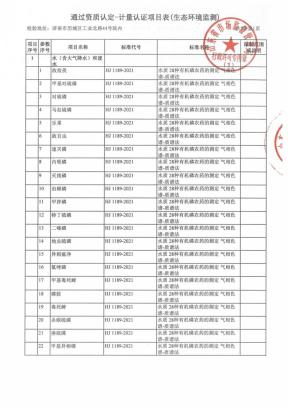 通过资质认定-计量认证项目表(生态环境监测)
检验地址：济南市历城区工业北路44号院内
项目序号 参数序号 项目名称 标准代号 标准名称
1 水（含大气降水）和废水
1 敌敌畏 HJ 1189-2021 水质 28种有机磷农药的测定 气相色谱-质谱法
2 甲基对硫磷 HJ 1189-2021 水质 28种有机磷农药的测定 气相色谱-质谱法
3 对硫磷 HJ 1189-2021 水质 28种有机磷农药的测定 气相色谱-质谱法
4 马拉硫磷 HJ 1189-2021 水质 28种有机磷农药的测定 气相色谱-质谱法
5 乐果 HJ 1189-2021 水质 28种有机磷农药的测定 气相色谱-质谱法
6 敌百虫 HJ 1189-2021 水质 28种有机磷农药的测定 气相色谱-质谱法
7 速灭磷 HJ 1189-2021 水质 28种有机磷农药的测定 气相色谱-质谱法
8 内吸磷 HJ 1189-2021 水质 28种有机磷农药的测定 气相色谱-质谱法
9 灭线磷 HJ 1189-2021 水质 28种有机磷农药的测定 气相色谱-质谱法
10 治螟磷 HJ 1189-2021 水质 28种有机磷农药的测定 气相色谱-质谱法
11 甲拌磷 HJ 1189-2021 水质 28种有机磷农药的测定 气相色谱-质谱法
12 特丁硫磷 HJ 1189-2021 水质 28种有机磷农药的测定 气相色谱-质谱法
13 二嗪磷 HJ 1189-2021 水质 28种有机磷农药的测定 气相色谱-质谱法
14 地虫硫磷 HJ 1189-2021 水质 28种有机磷农药的测定 气相色谱-质谱法
15 异稻瘟净 HJ 1189-2021 水质 28种有机磷农药的测定 气相色谱-质谱法
16 氯唑磷 HJ 1189-2021 水质 28种有机磷农药的测定 气相色谱-质谱法
17 甲基毒死蜱 HJ 1189-2021 水质 28种有机磷农药的测定 气相色谱-质谱法
18 HJ 1189-2021 水质 28种有机磷农药的测定 气相色谱-质谱法
19 毒死蜱 HJ 1189-2021 水质 28种有机磷农药的测定 气相色谱-质谱法
20 杀螟硫磷 HJ 1189-2021 水质 28种有机磷农药的测定 气相色谱-质谱法
21 HJ 1189-2021 水质 28种有机磷农药的测定 气相色谱-质谱法
22 甲基异柳磷 HJ 1189-2021 水质 28种有机磷农药的测定 气相色谱-质谱法